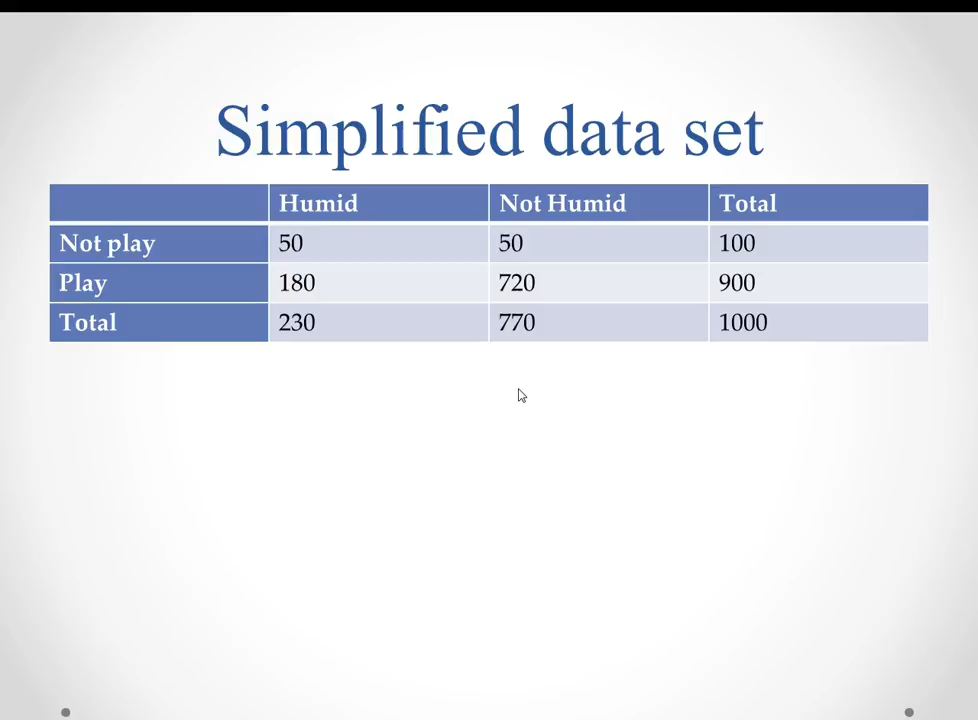 Simplified data set
Humid Not Humid Total
Not play 50 50 100
Play 180 720 900
Total 230 770 1000